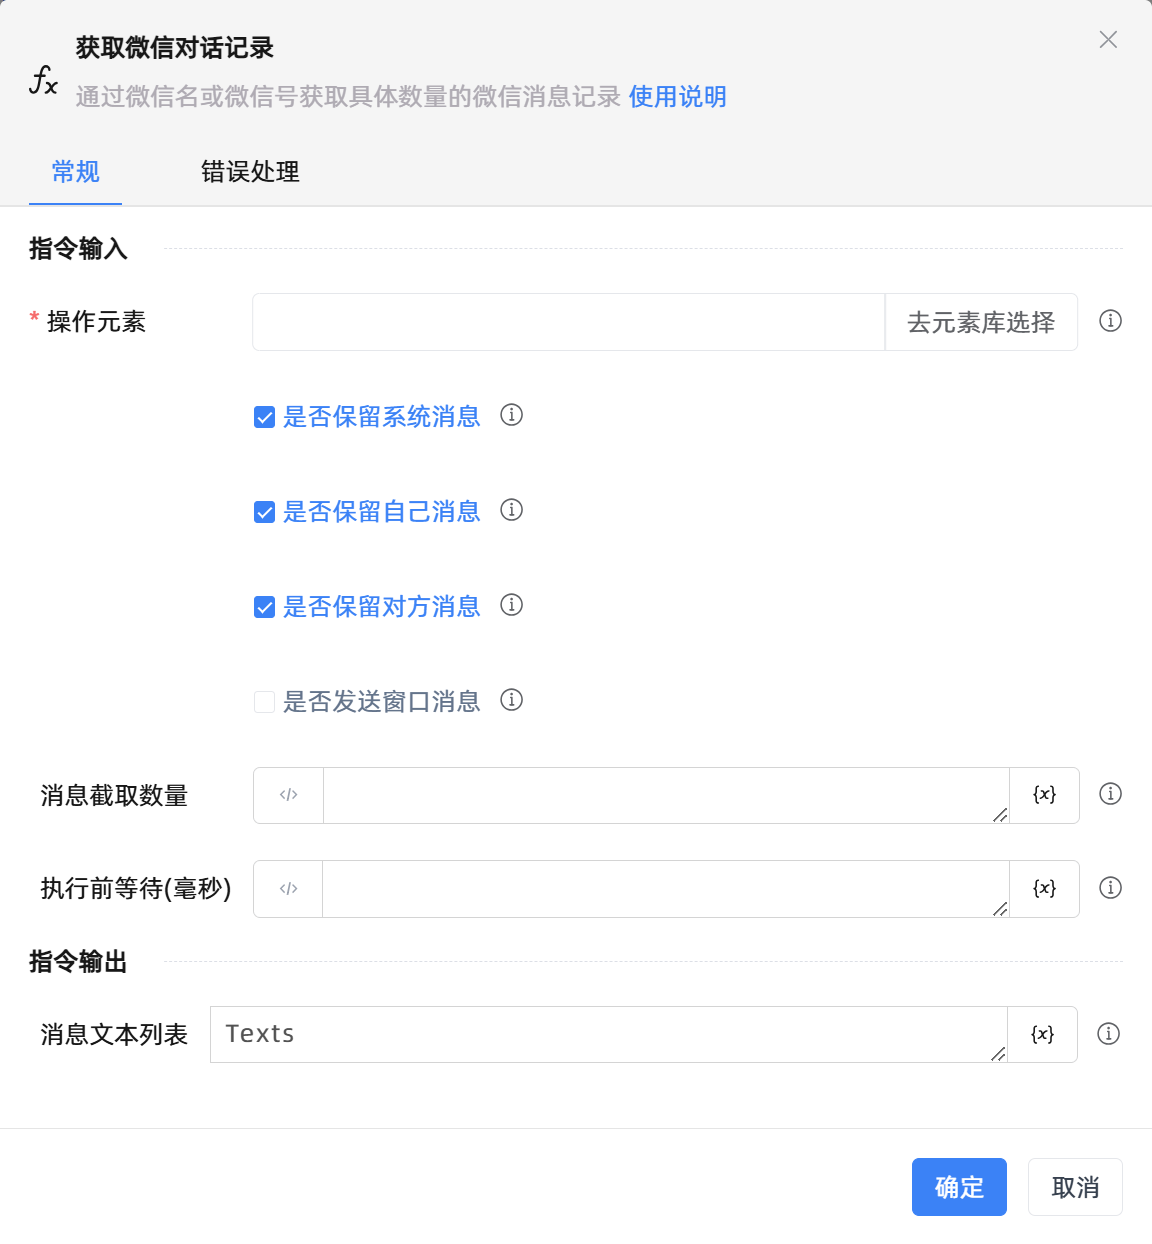 获取微信对话记录
通过微信名或微信号获取具体数量的微信消息记录 使用说明
常规 错误处理
指令输入
* 操作元素 去元素库选择
是否保留系统消息
是否保留自己消息
是否保留对方消息
是否发送窗口消息
消息截取数量 </> {x}
执行前等待(毫秒) </> {x}
指令输出
消息文本列表 Texts {x}
确定 取消